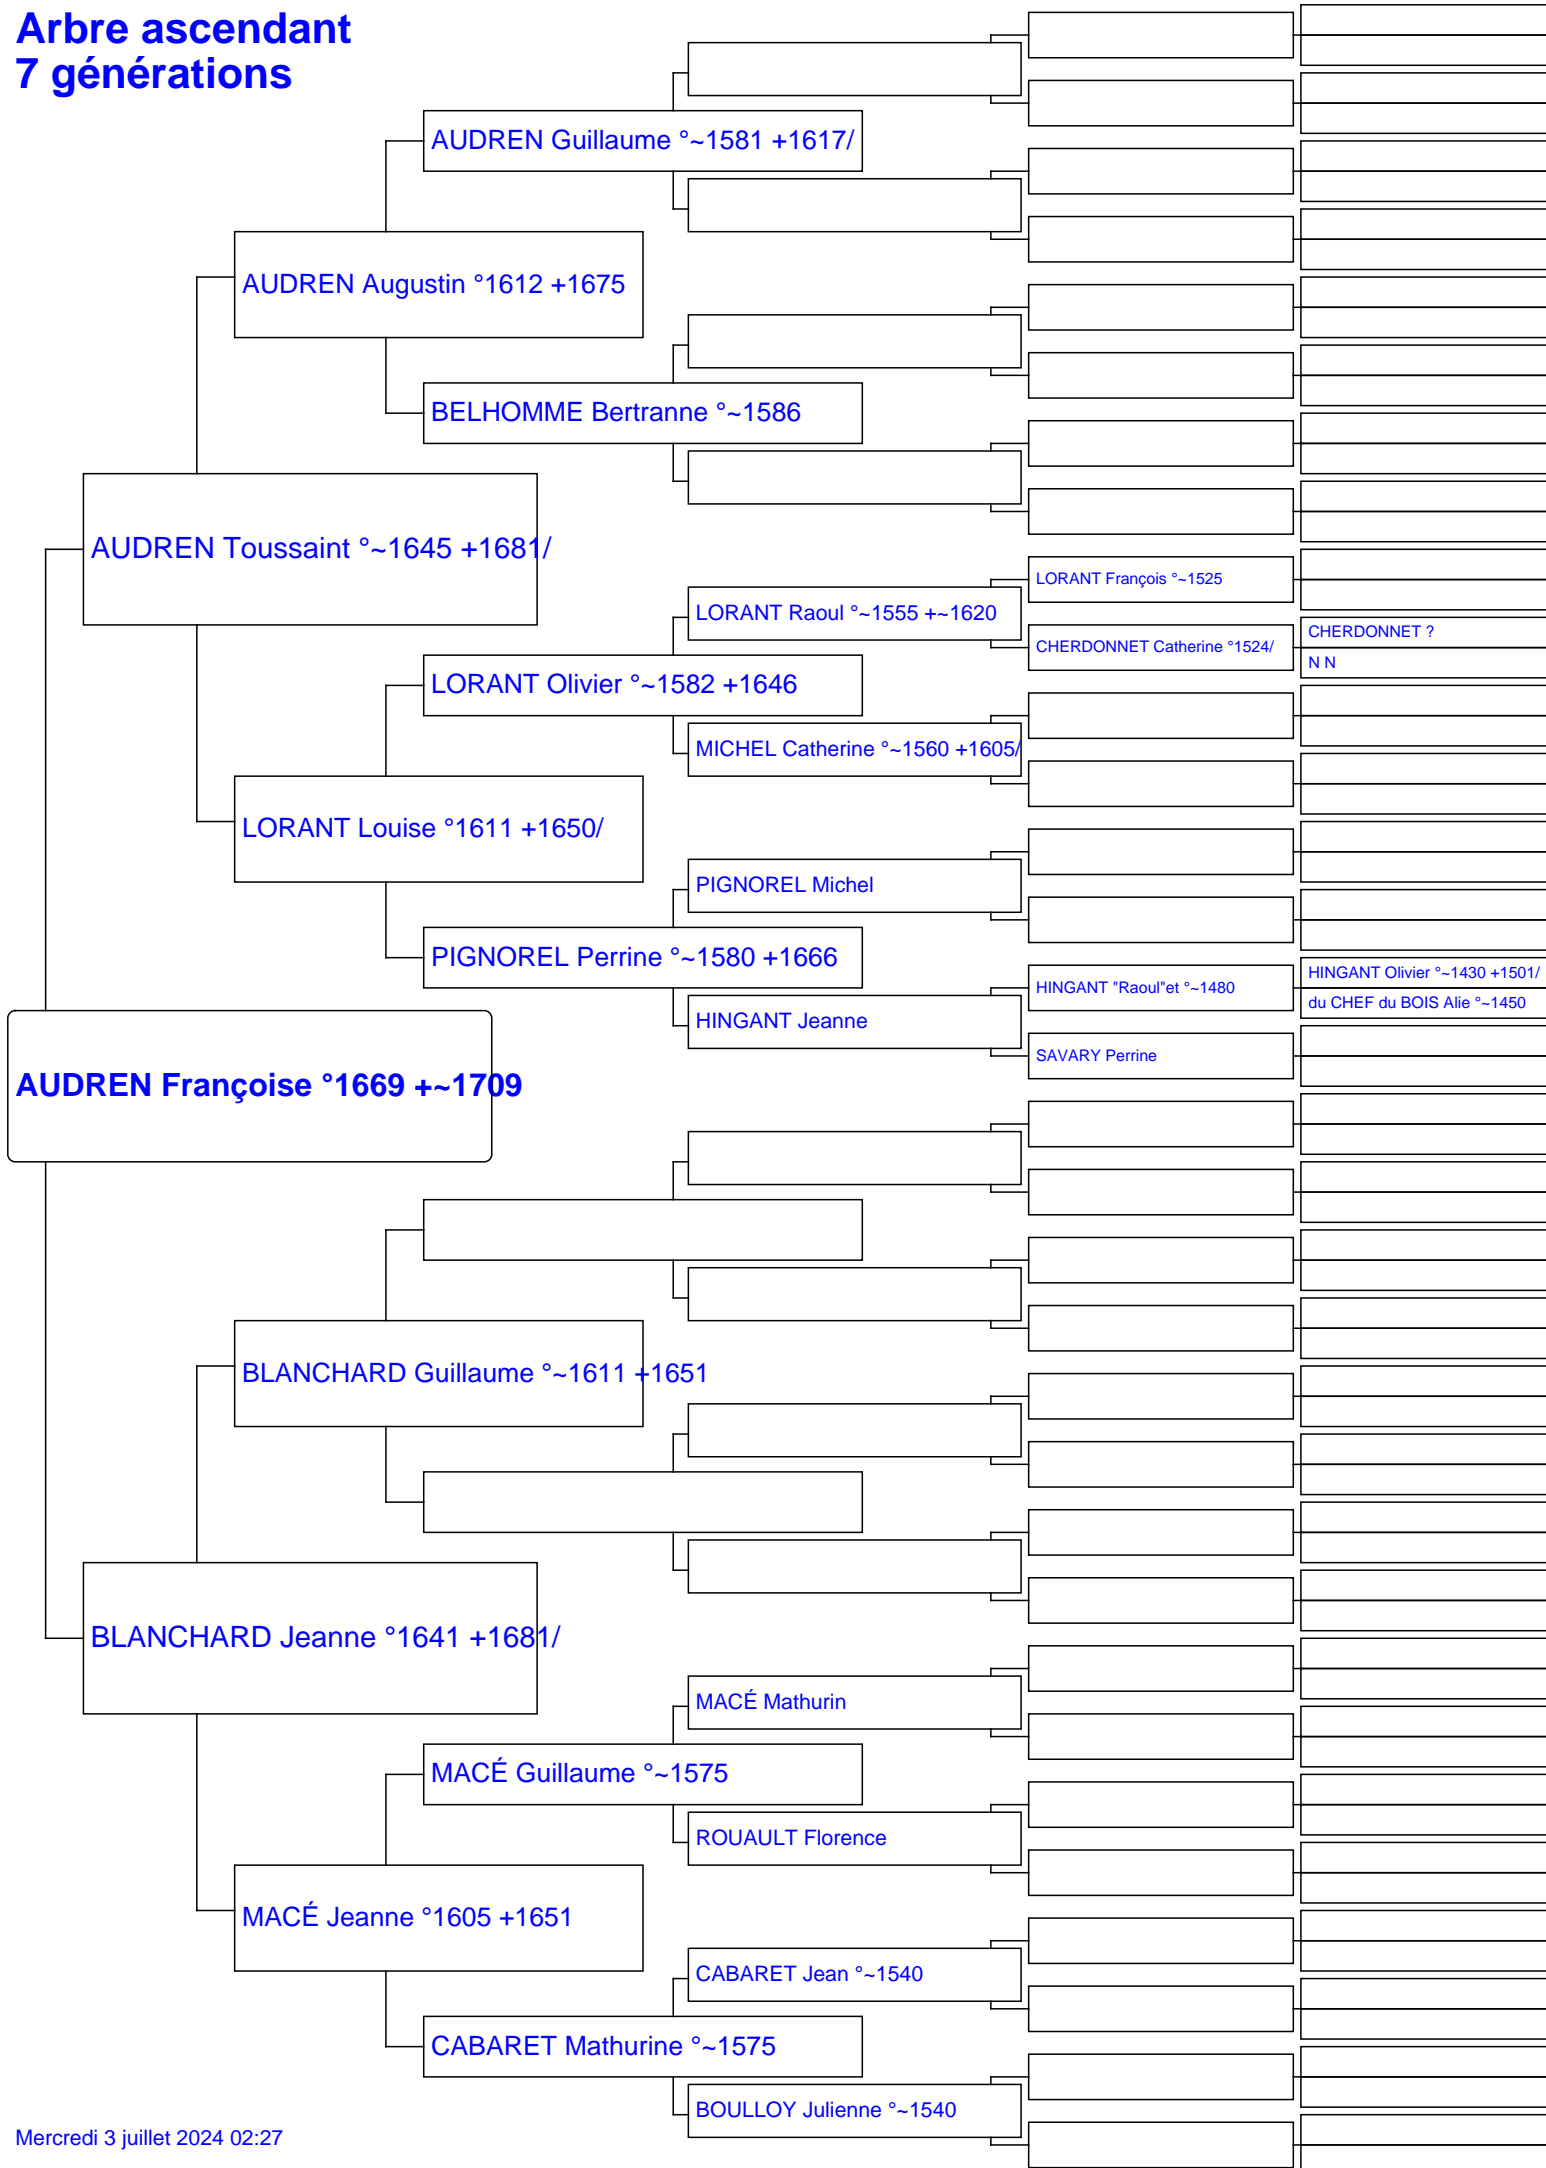 Arbre ascendant
7 générations
AUDREN Guillaume °~1581 +1617/
AUDREN Augustin °1612 +1675
BELHOMME Bertranne °~1586
AUDREN Toussaint °~1645 +1681/
LORANT François °~1525
LORANT Raoul °~1555 +~1620
CHERDONNET ?
CHERDONNET Catherine °1524/
N N
LORANT Olivier °~1582 +1646
MICHEL Catherine °~1560 +1605/
LORANT Louise °1611 +1650/
PIGNOREL Michel
PIGNOREL Perrine °~1580 +1666
HINGANT Olivier °~1430 +1501/
HINGANT "Raoul"et °~1480
du CHEF du BOIS Alie °~1450
HINGANT Jeanne
SAVARY Perrine
AUDREN Françoise °1669 +~1709
BLANCHARD Guillaume °~1611 +1651
BLANCHARD Jeanne °1641 +1681/
MACÉ Mathurin
MACÉ Guillaume °~1575
ROUAULT Florence
MACÉ Jeanne °1605 +1651
CABARET Jean °~1540
CABARET Mathurine °~1575
BOULLOY Julienne °~1540
Mercredi 3 juillet 2024 02:27